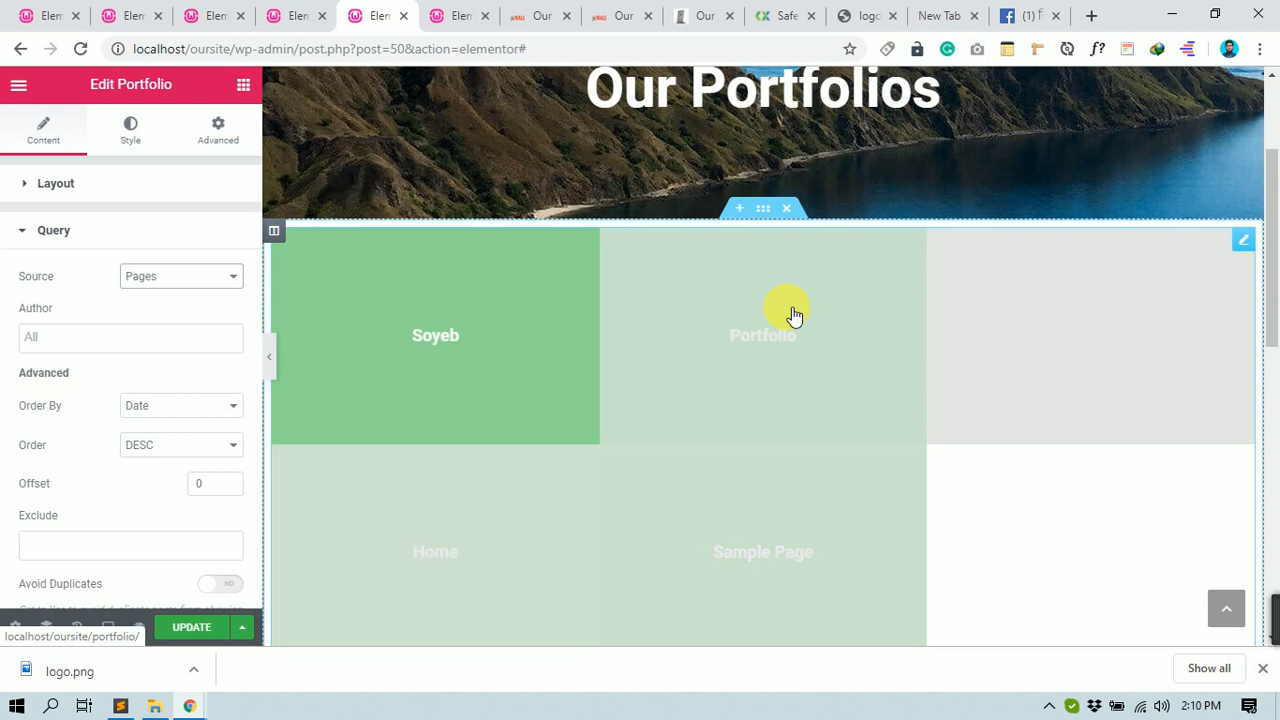 Elem
Elem
Elem
Elem
Elem
Elem
Our
Our
Our
Safe
logo
New Tab
(1) f
localhost/oursite/wp-admin/post.php?post=50&action=elementor#
Edit Portfolio
Content
Style
Advanced
Layout
Query
Source
Pages
Author
All
Advanced
Order By
Date
Order
DESC
Offset
0
Exclude
Avoid Duplicates
NO
UPDATE
localhost/oursite/portfolio/
Our Portfolios
Soyeb
Portfolio
Home
Sample Page
logo.png
Show all
2:10 PM